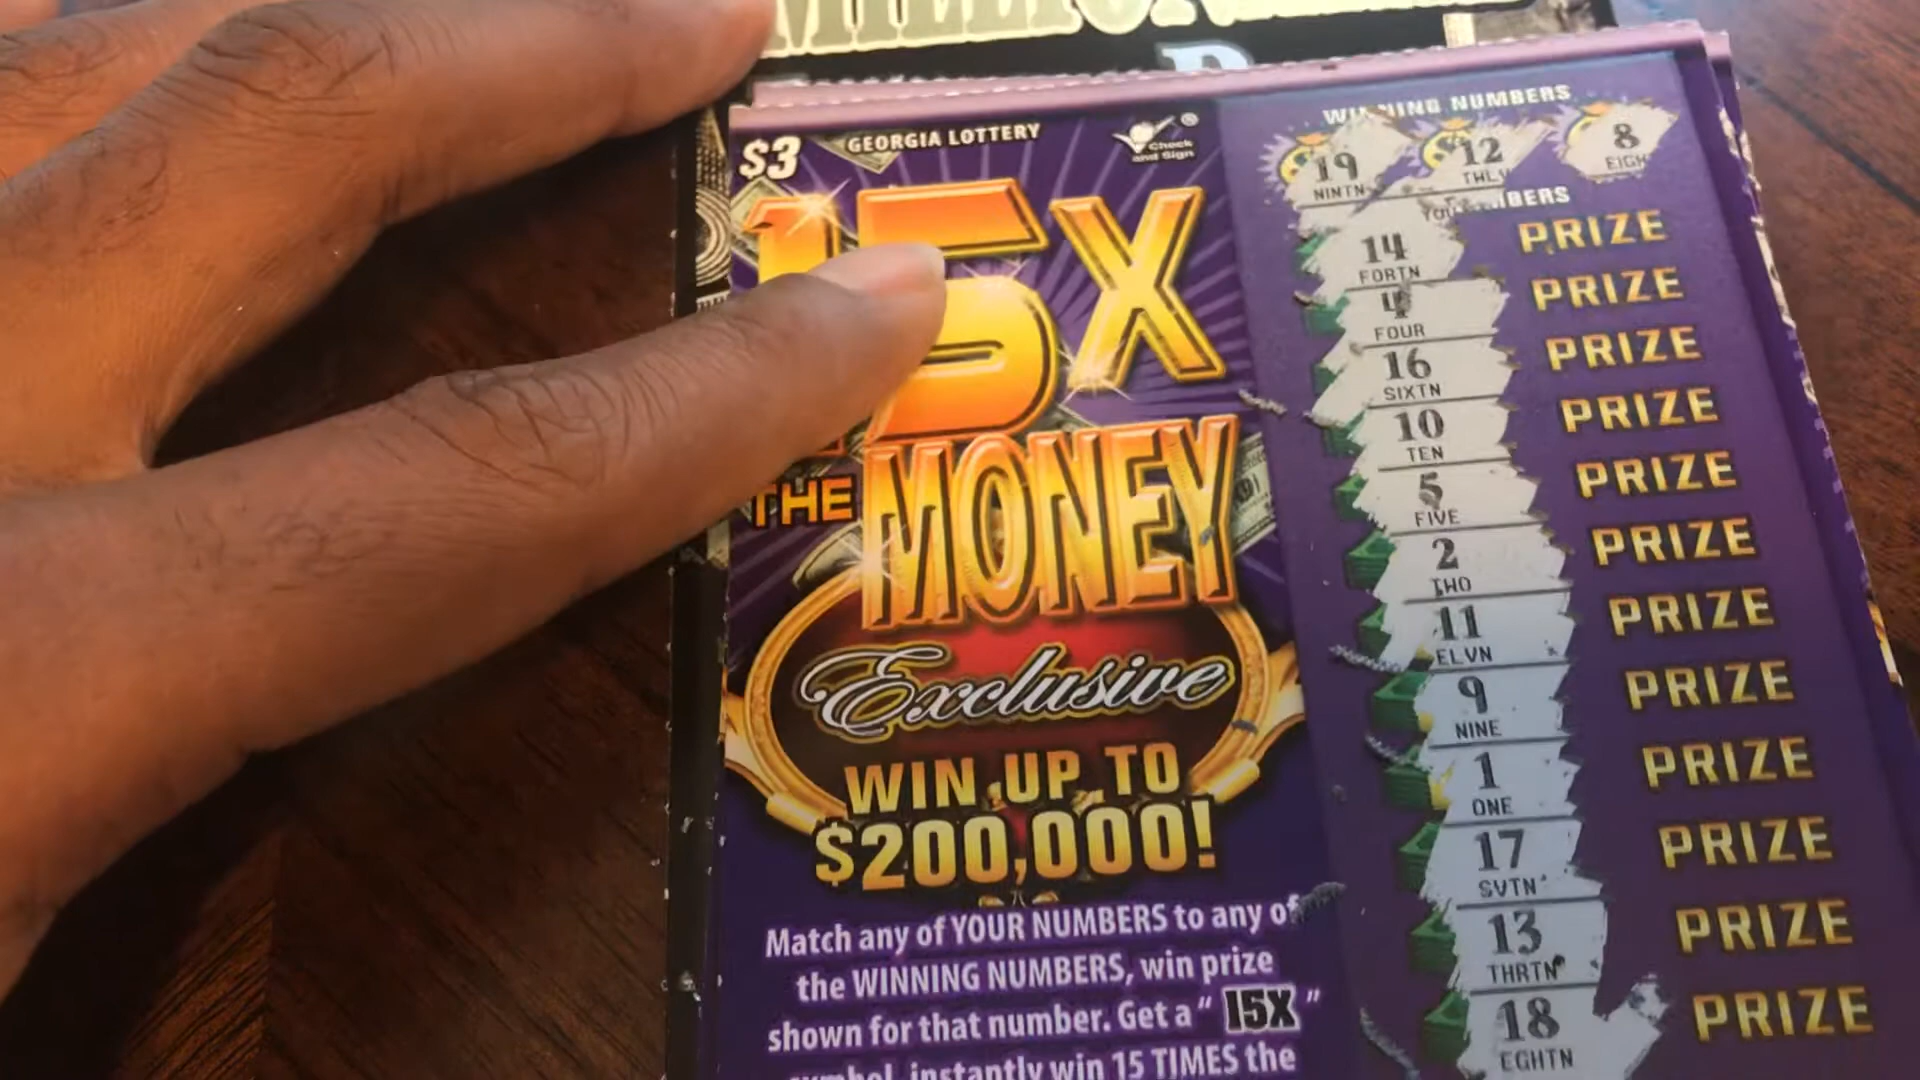 $3
GEORGIA LOTTERY
Check
and Sign
15X
THE MONEY
Exclusive
WIN UP TO
$200,000!
Match any of YOUR NUMBERS to any of
the WINNING NUMBERS, win prize
shown for that number. Get a " 15X "
symbol, instantly win 15 TIMES the
WINNING NUMBERS
19 12 8
NINTN TWLV EIGH
14 PRIZE
FORTN
4 PRIZE
FOUR
16 PRIZE
SIXTN
10 PRIZE
TEN
5 PRIZE
FIVE
2 PRIZE
TWO
11 PRIZE
ELVN
9 PRIZE
NINE
1 PRIZE
ONE
17 PRIZE
SVTN
13 PRIZE
THRTN
18 PRIZE
EGHTN